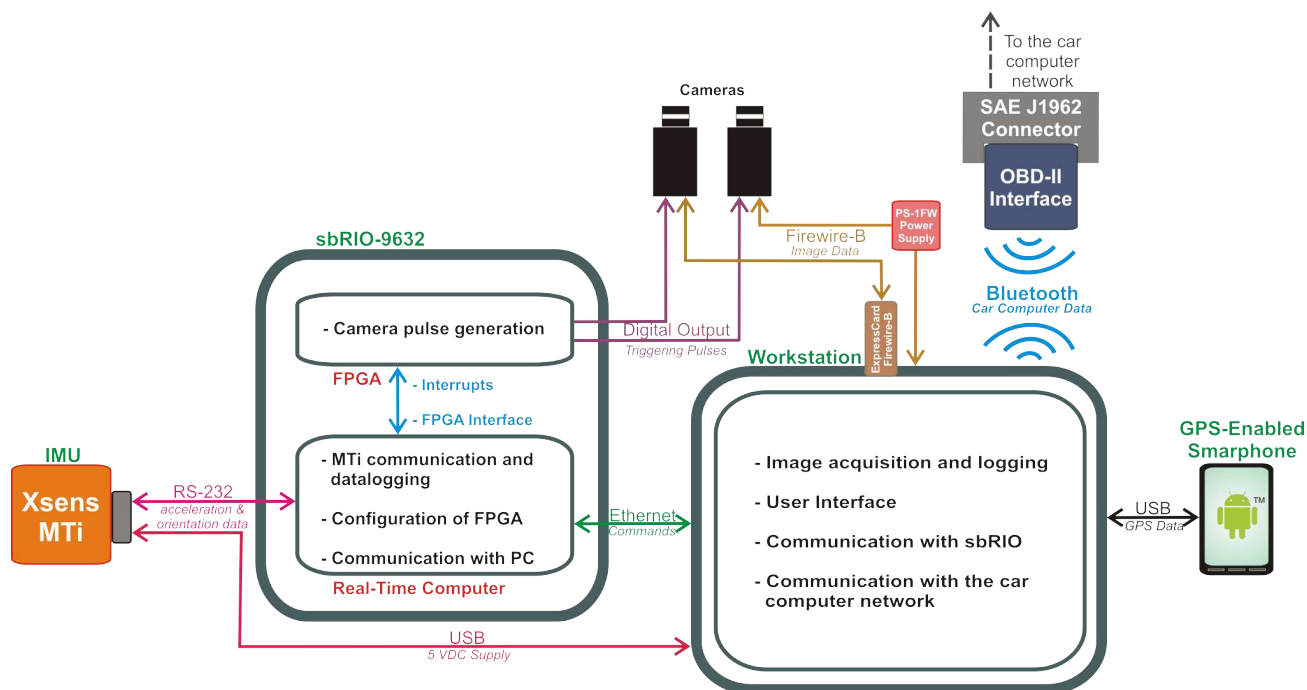 To the car
computer
network
Cameras
SAE J1962
Connector
OBD-II
Interface
PS-1FW
Power
Supply
sbRIO-9632
Firewire-B
Image Data
Bluetooth
Car Computer Data
- Camera pulse generation
Digital Output
Triggering Pulses
ExpressCard
Firewire-B
Workstation
FPGA
- Interrupts
- FPGA Interface
GPS-Enabled
Smarphone
IMU
Xsens
MTi
RS-232
acceleration &
orientation data
- MTi communication and
datalogging
- Configuration of FPGA
- Communication with PC
Real-Time Computer
Ethernet
Commands
- Image acquisition and logging
- User Interface
- Communication with sbRIO
- Communication with the car
computer network
USB
GPS Data
TM
USB
5 VDC Supply